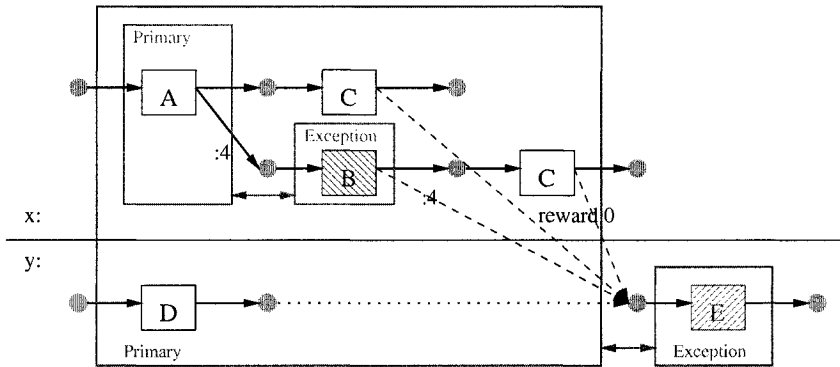 Primary
A
C
:4
Exception
B
C
:4
reward 0
x:
y:
D
E
Primary
Exception